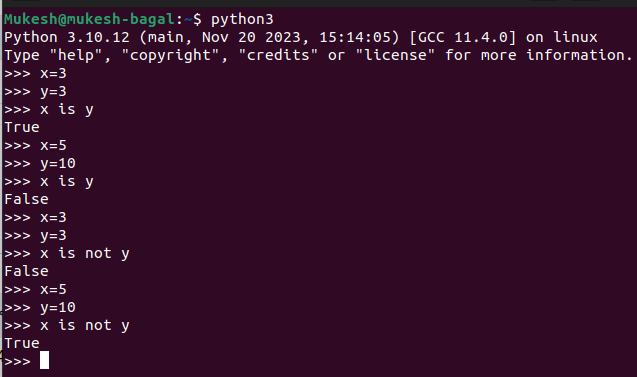 Mukesh@mukesh-bagal:~$ python3
Python 3.10.12 (main, Nov 20 2023, 15:14:05) [GCC 11.4.0] on linux
Type "help", "copyright", "credits" or "license" for more information.
>>> x=3
>>> y=3
>>> x is y
True
>>> x=5
>>> y=10
>>> x is y
False
>>> x=3
>>> y=3
>>> x is not y
False
>>> x=5
>>> y=10
>>> x is not y
True
>>>